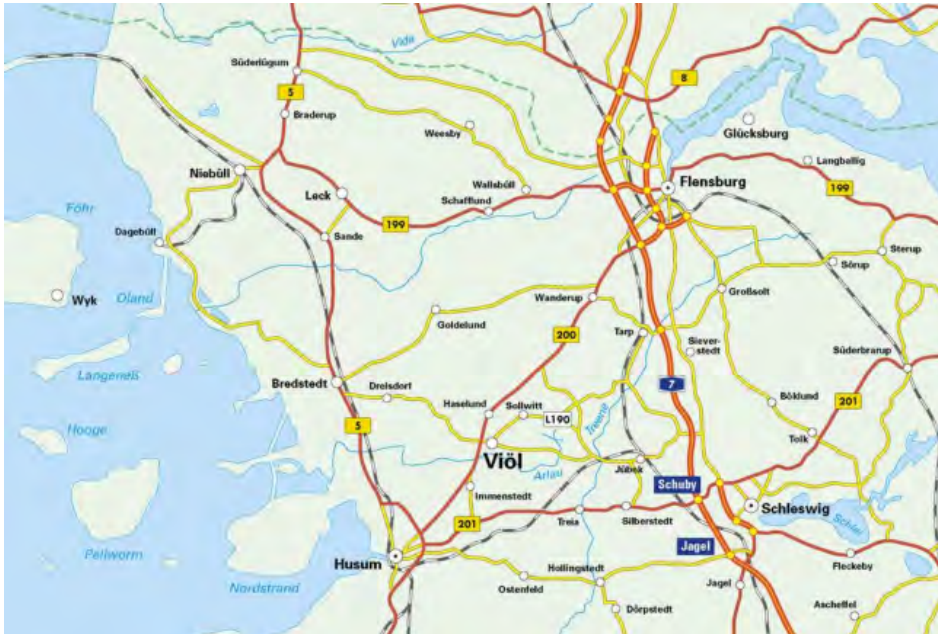 Vida
Süderlügum
8
5
Braderup
Weesby
Glücksburg
Langballig
Niebüll
Wallsbüll
Flensburg
199
Leck
Schafflund
Föhr
199
Dagebüll
Sande
Sterup
Sörup
Oland
Wyk
Wanderup
Großsolt
Goldelund
Tarp
200
Siever-
stedt
Süderbrarup
Langeneß
Bredstedt
7
Drelsdorf
Böklund
201
Haselund
Sollwitt
L190
Treene
5
Hooge
Tolk
Viöl
Arlau
Jübek
Schuby
Immenstedt
Schleswig
Schlei
201
Treia
Silberstedt
Pellworm
Jagel
Husum
Hollingstedt
Fleckeby
Nordstrand
Ostenfeld
Jagel
Dörpstedt
Ascheffel